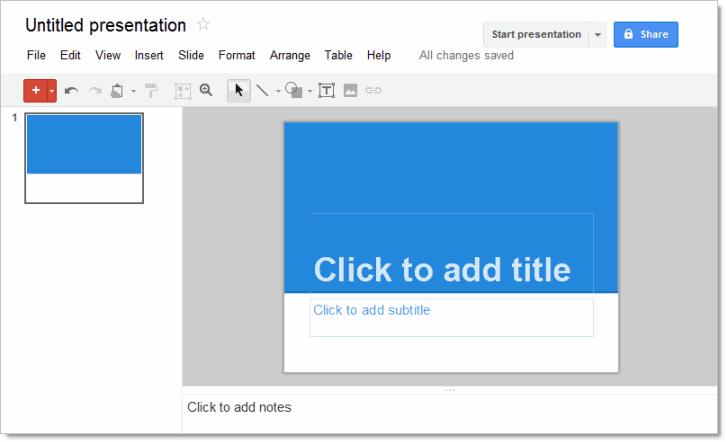 Untitled presentation
Start presentation
Share
File Edit View Insert Slide Format Arrange Table Help All changes saved
1
Click to add title
Click to add subtitle
Click to add notes